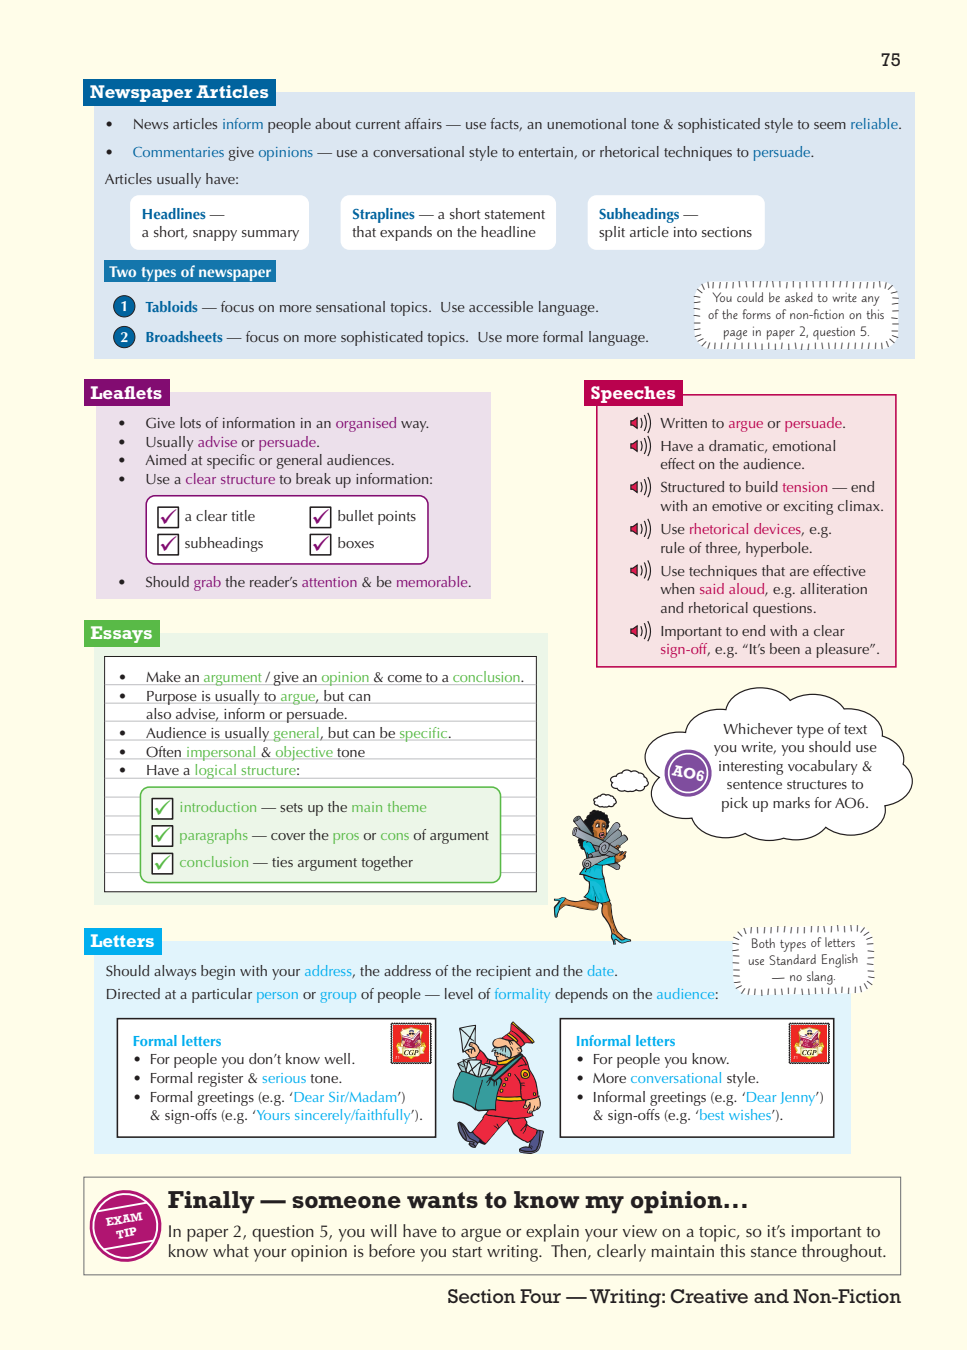 75
Newspaper Articles
• News articles inform people about current affairs — use facts, an unemotional tone & sophisticated style to seem reliable.
• Commentaries give opinions — use a conversational style to entertain, or rhetorical techniques to persuade.
Articles usually have:
Headlines —
a short, snappy summary
Straplines — a short statement
that expands on the headline
Subheadings —
split article into sections
Two types of newspaper
1 Tabloids — focus on more sensational topics. Use accessible language.
2 Broadsheets — focus on more sophisticated topics. Use more formal language.
You could be asked to write any
of the forms of non-fiction on this
page in paper 2, question 5.
Leaflets
• Give lots of information in an organised way.
• Usually advise or persuade.
• Aimed at specific or general audiences.
• Use a clear structure to break up information:
✓ a clear title
✓ bullet points
✓ subheadings
✓ boxes
• Should grab the reader's attention & be memorable.
Speeches
Written to argue or persuade.
Have a dramatic, emotional
effect on the audience.
Structured to build tension — end
with an emotive or exciting climax.
Use rhetorical devices, e.g.
rule of three, hyperbole.
Use techniques that are effective
when said aloud, e.g. alliteration
and rhetorical questions.
Important to end with a clear
sign-off, e.g. "It's been a pleasure".
Essays
• Make an argument / give an opinion & come to a conclusion.
• Purpose is usually to argue, but can
also advise, inform or persuade.
• Audience is usually general, but can be specific.
• Often impersonal & objective tone
• Have a logical structure:
✓ introduction — sets up the main theme
✓ paragraphs — cover the pros or cons of argument
✓ conclusion — ties argument together
AO6
Whichever type of text
you write, you should use
interesting vocabulary &
sentence structures to
pick up marks for AO6.
Letters
Should always begin with your address, the address of the recipient and the date.
Directed at a particular person or group of people — level of formality depends on the audience:
Both types of letters
use Standard English
— no slang.
Formal letters
• For people you don't know well.
• Formal register & serious tone.
• Formal greetings (e.g. 'Dear Sir/Madam')
& sign-offs (e.g. 'Yours sincerely/faithfully').
CGP
Informal letters
• For people you know.
• More conversational style.
• Informal greetings (e.g. 'Dear Jenny')
& sign-offs (e.g. 'best wishes').
CGP
EXAM
TIP
Finally — someone wants to know my opinion...
In paper 2, question 5, you will have to argue or explain your view on a topic, so it's important to
know what your opinion is before you start writing. Then, clearly maintain this stance throughout.
Section Four — Writing: Creative and Non-Fiction